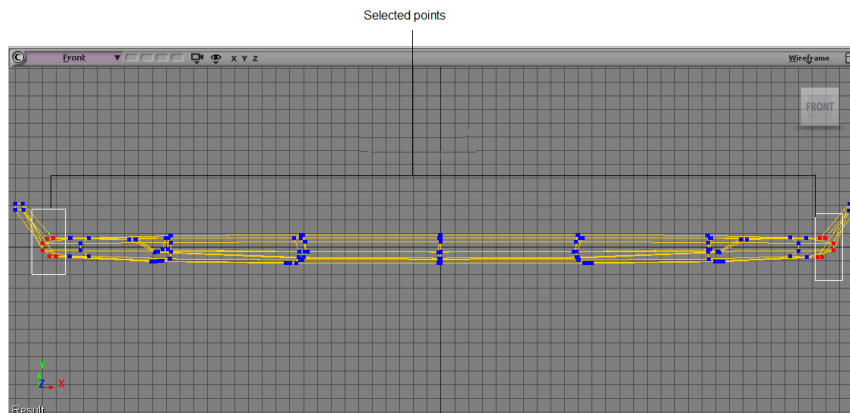 Selected points
C Front X Y Z Wireframe
FRONT
Y
Z X
Result